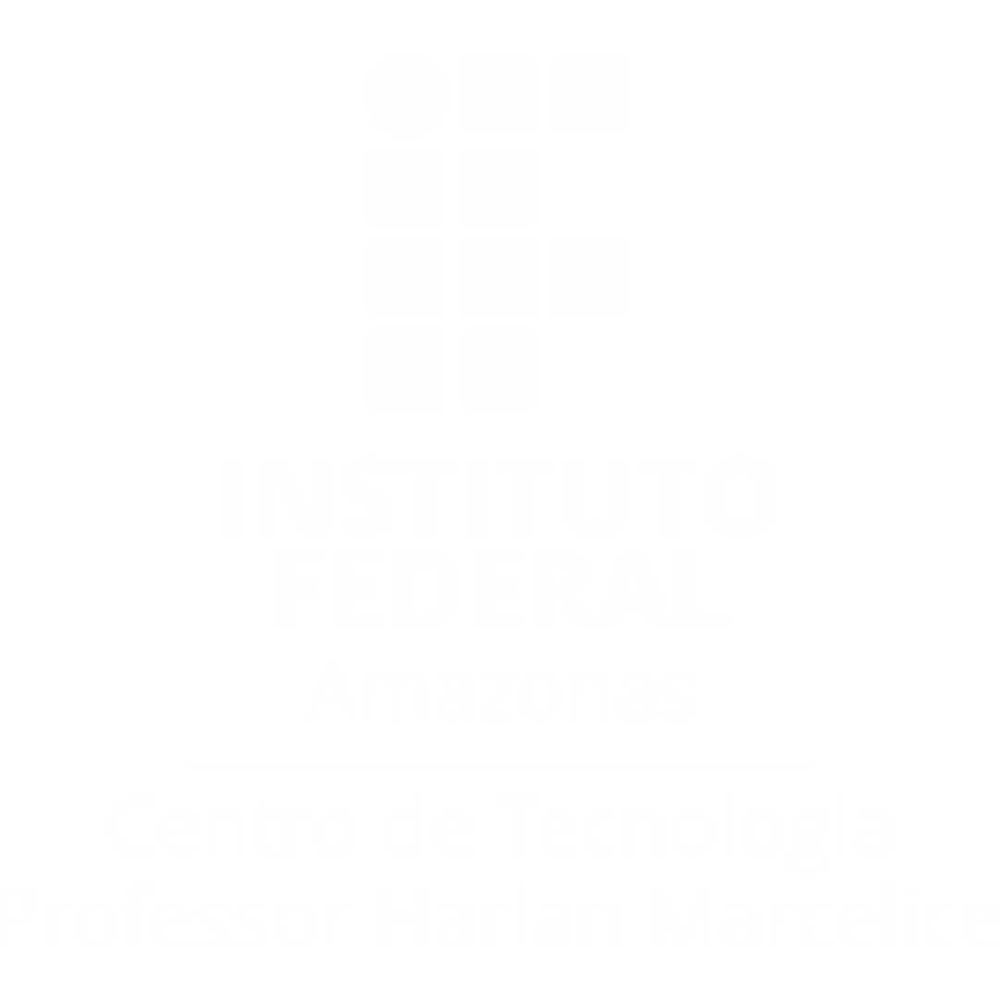 INSTITUTO
FEDERAL
Amazonas
Centro de Tecnologia
Professor Harlan Marcelice